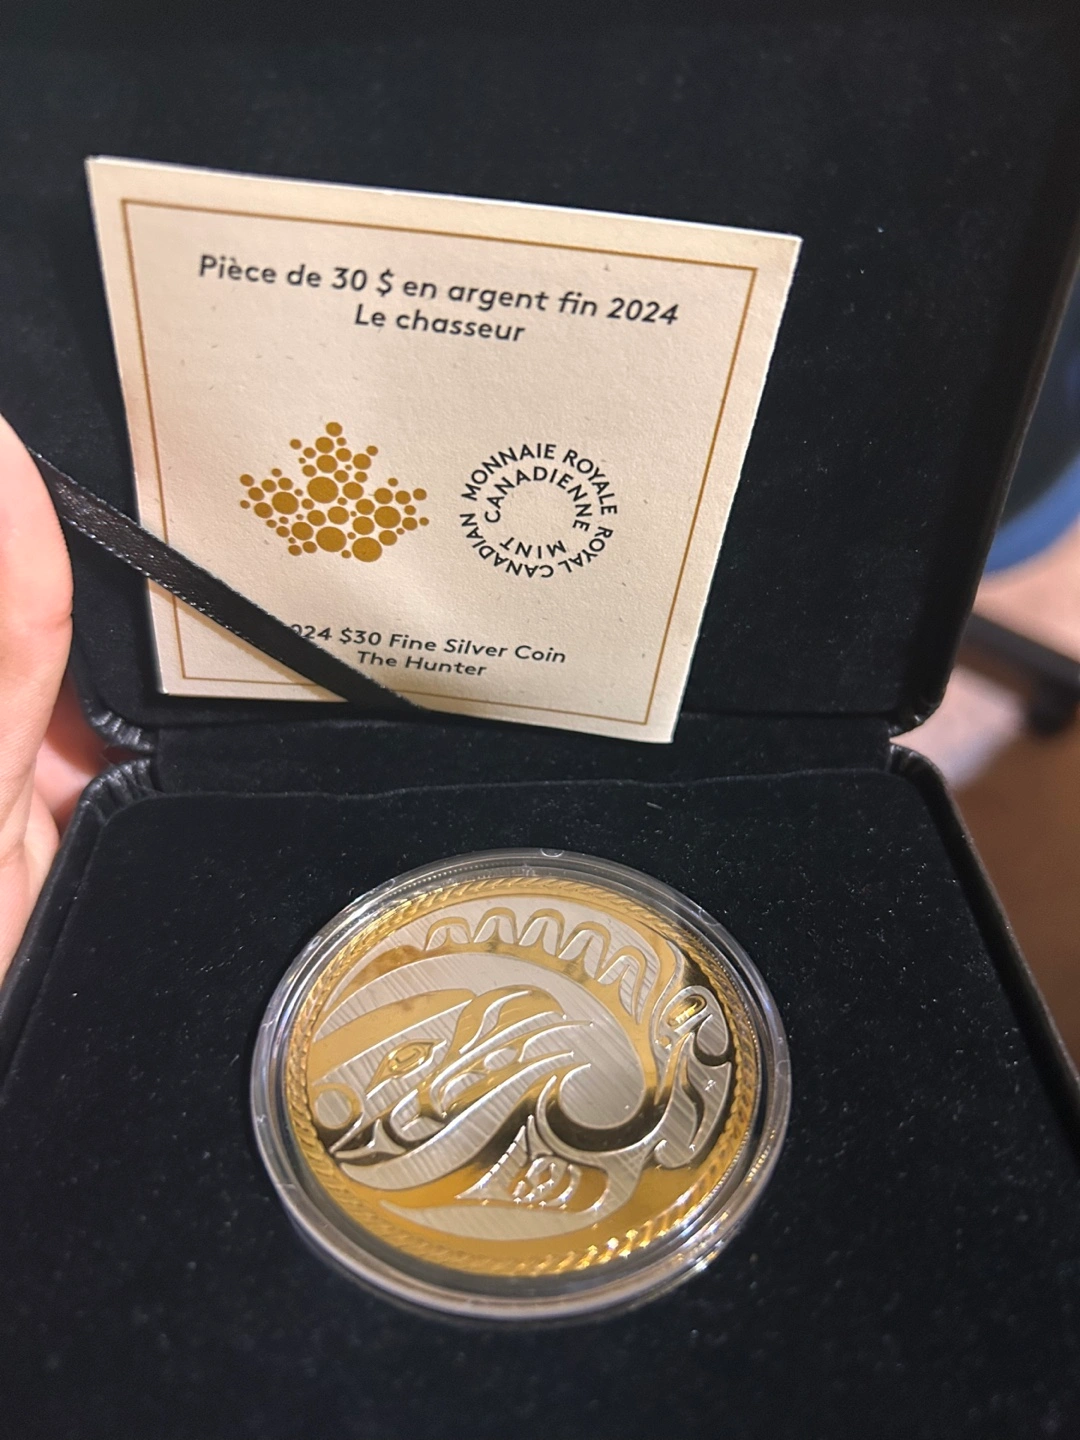 Pièce de 30 $ en argent fin 2024
Le chasseur
MONNAIE ROYALE
CANADIENNE
ROYAL CANADIAN
MINT
$30 Fine Silver Coin
The Hunter